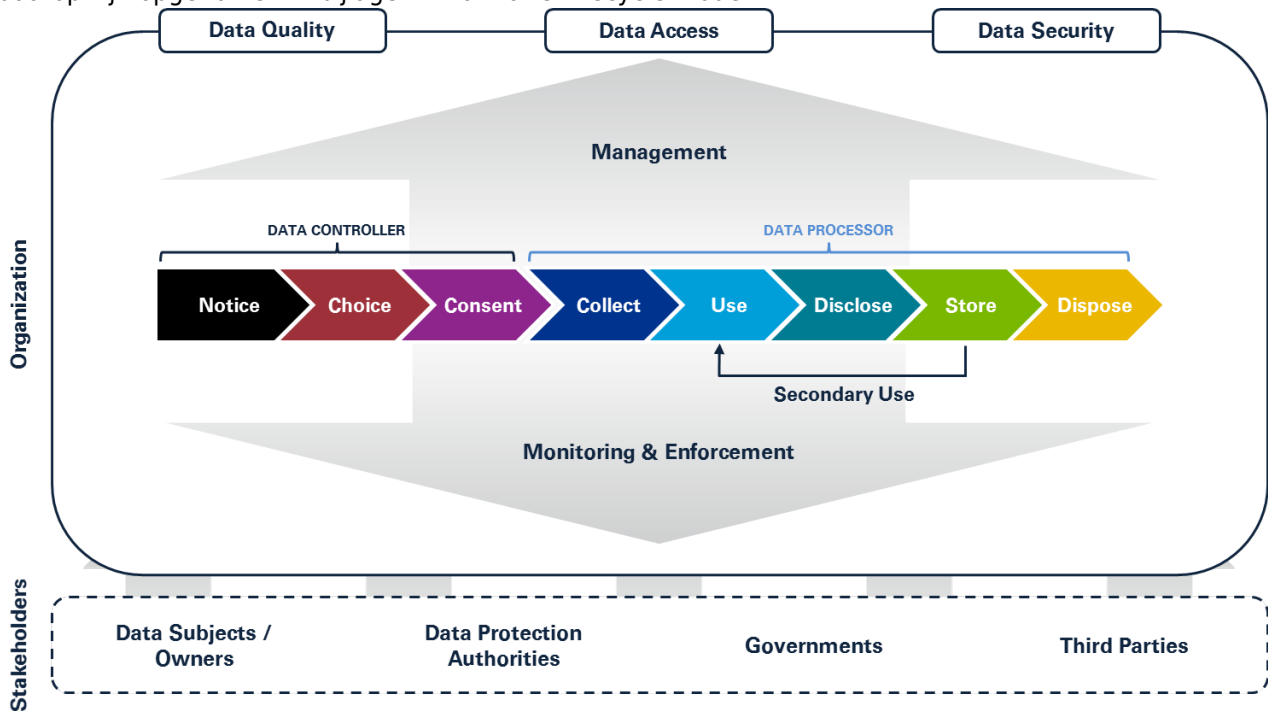 Data Quality
Data Access
Data Security
Management
DATA CONTROLLER
DATA PROCESSOR
Notice
Choice
Consent
Collect
Use
Disclose
Store
Dispose
Secondary Use
Monitoring & Enforcement
Organization
Stakeholders
Data Subjects /
Owners
Data Protection
Authorities
Governments
Third Parties